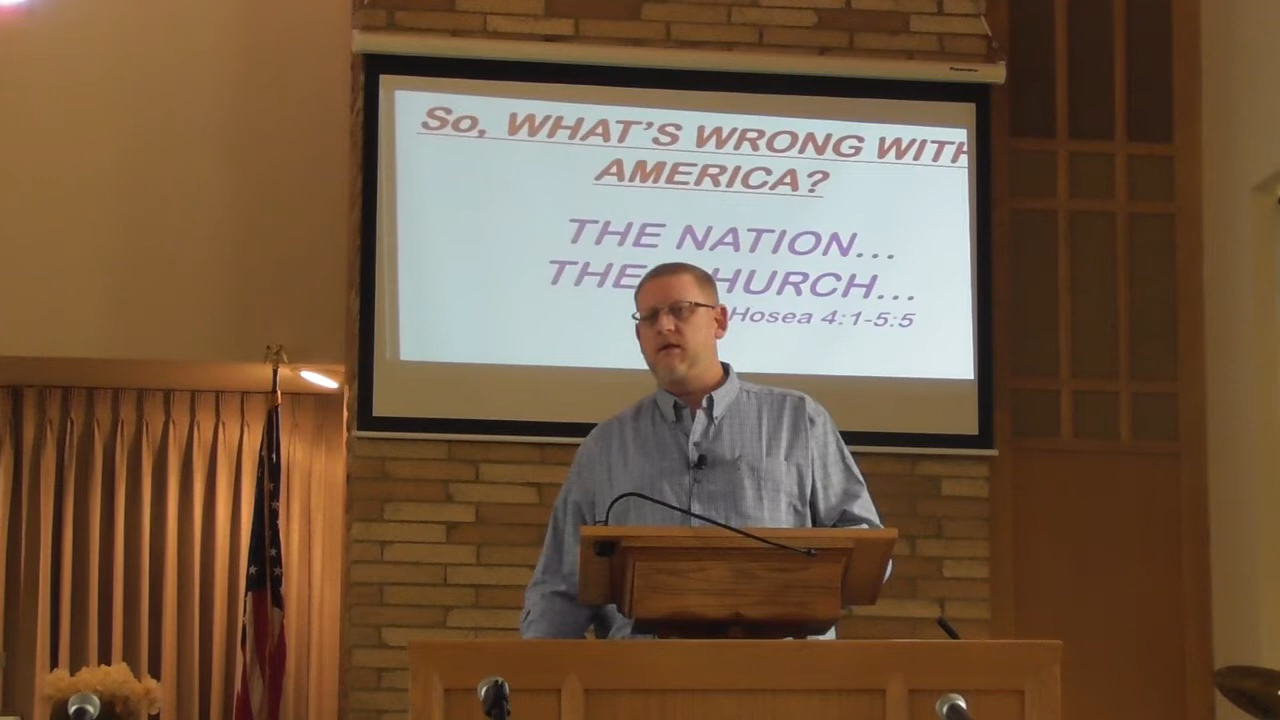 So, WHAT'S WRONG WITH
AMERICA?
THE NATION...
THE CHURCH...
Hosea 4:1-5:5